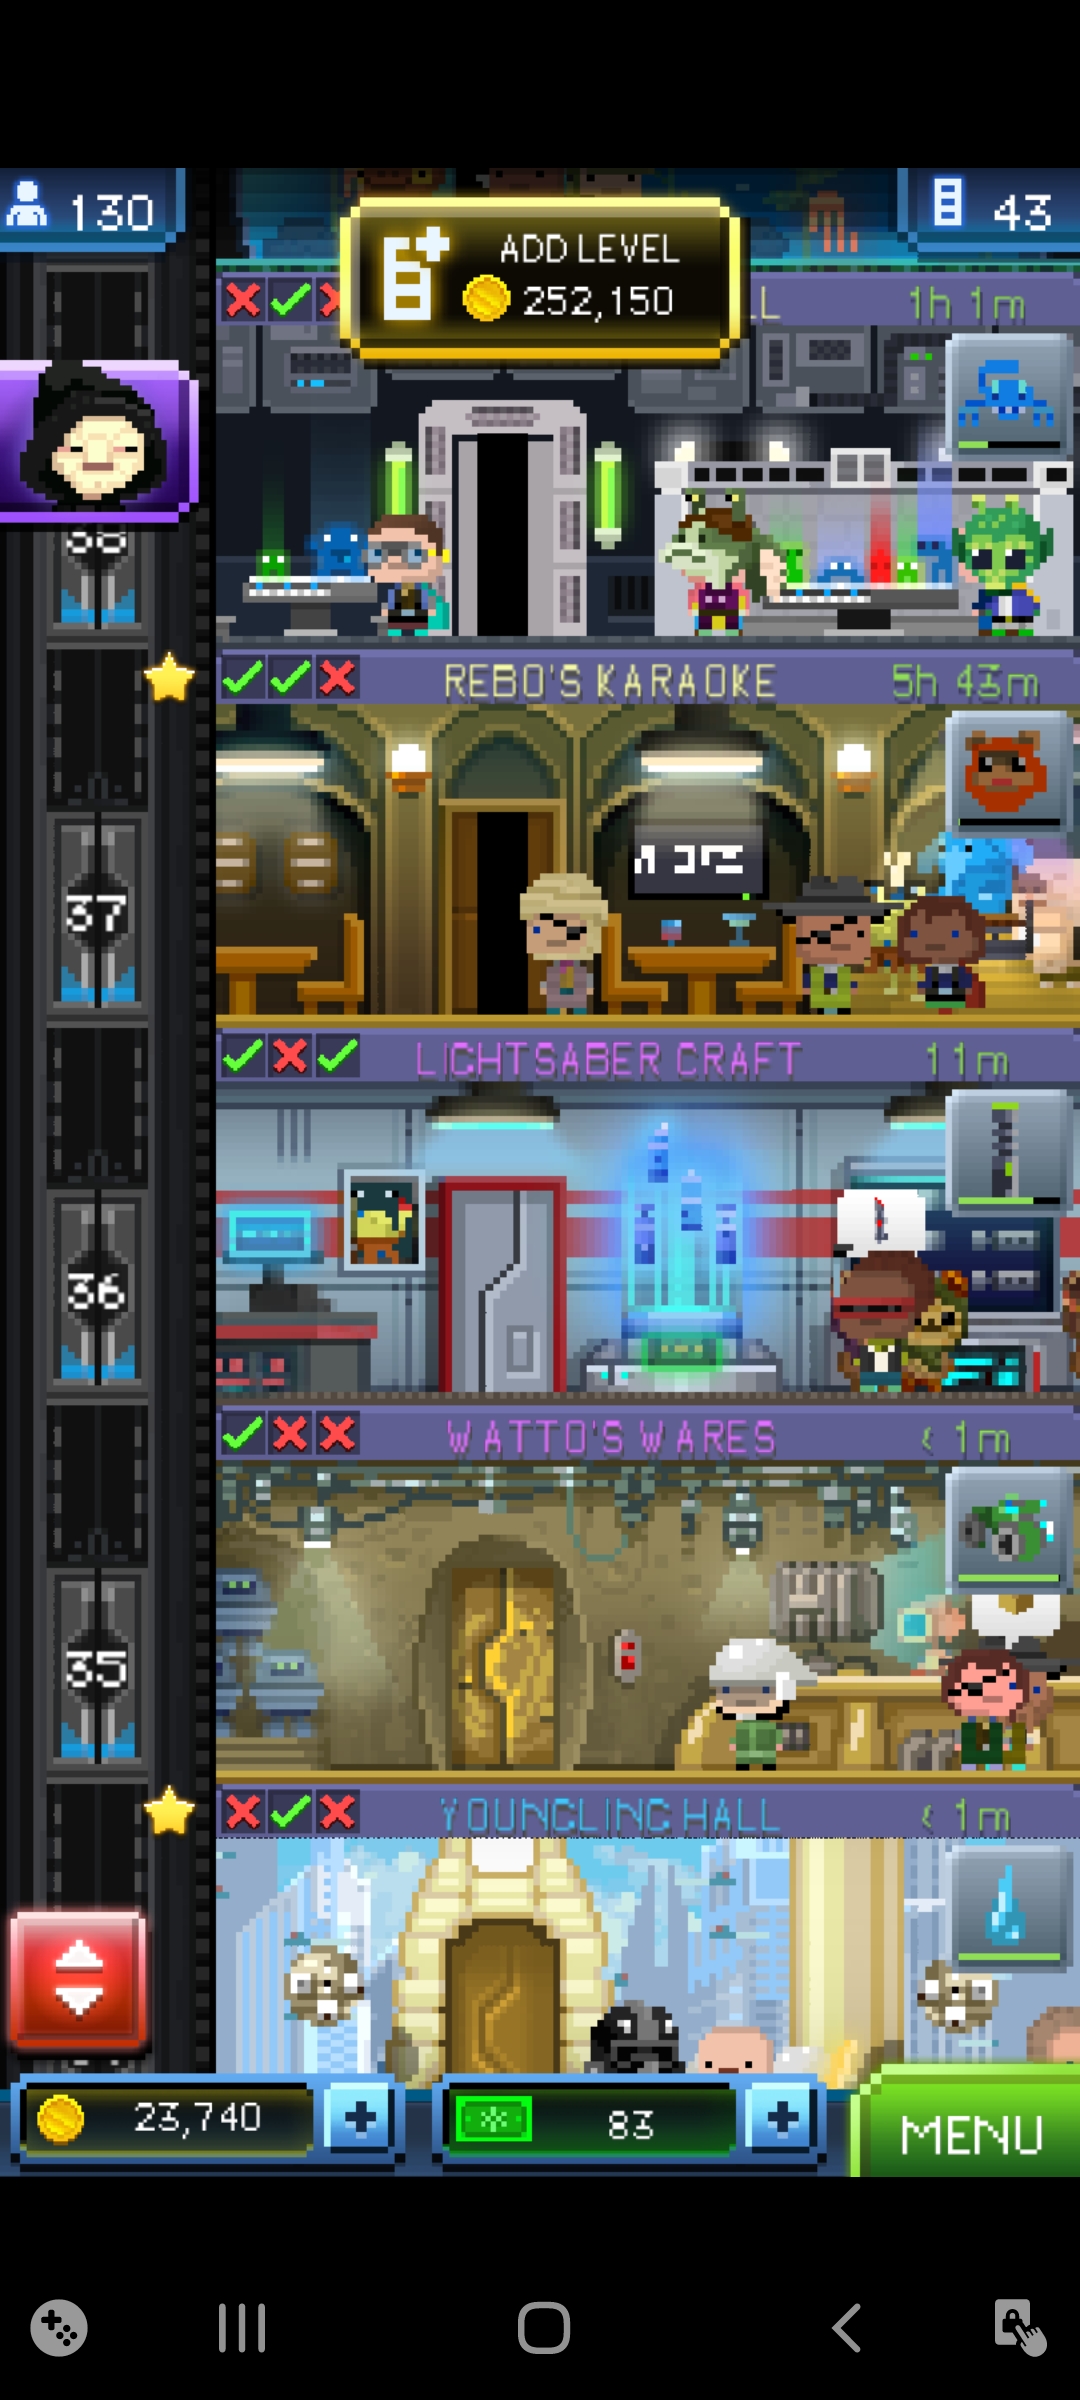 130
ADD LEVEL
252,150
43
1h 1m
38
REBO'S KARAOKE
5h 43m
37
LIGHTSABER CRAFT
11m
36
WATTO'S WARES
< 1m
35
YOUNGLING HALL
< 1m
23,740
83
MENU